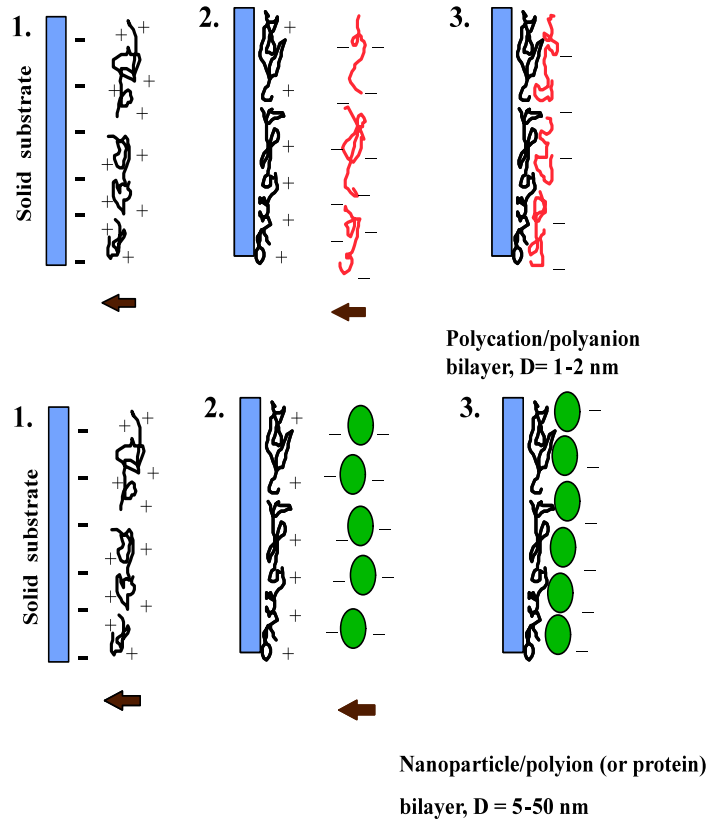 1.
2.
3.
Solid substrate
Polycation/polyanion
bilayer, D= 1-2 nm
1.
2.
3.
Solid substrate
Nanoparticle/polyion (or protein)
bilayer, D = 5-50 nm